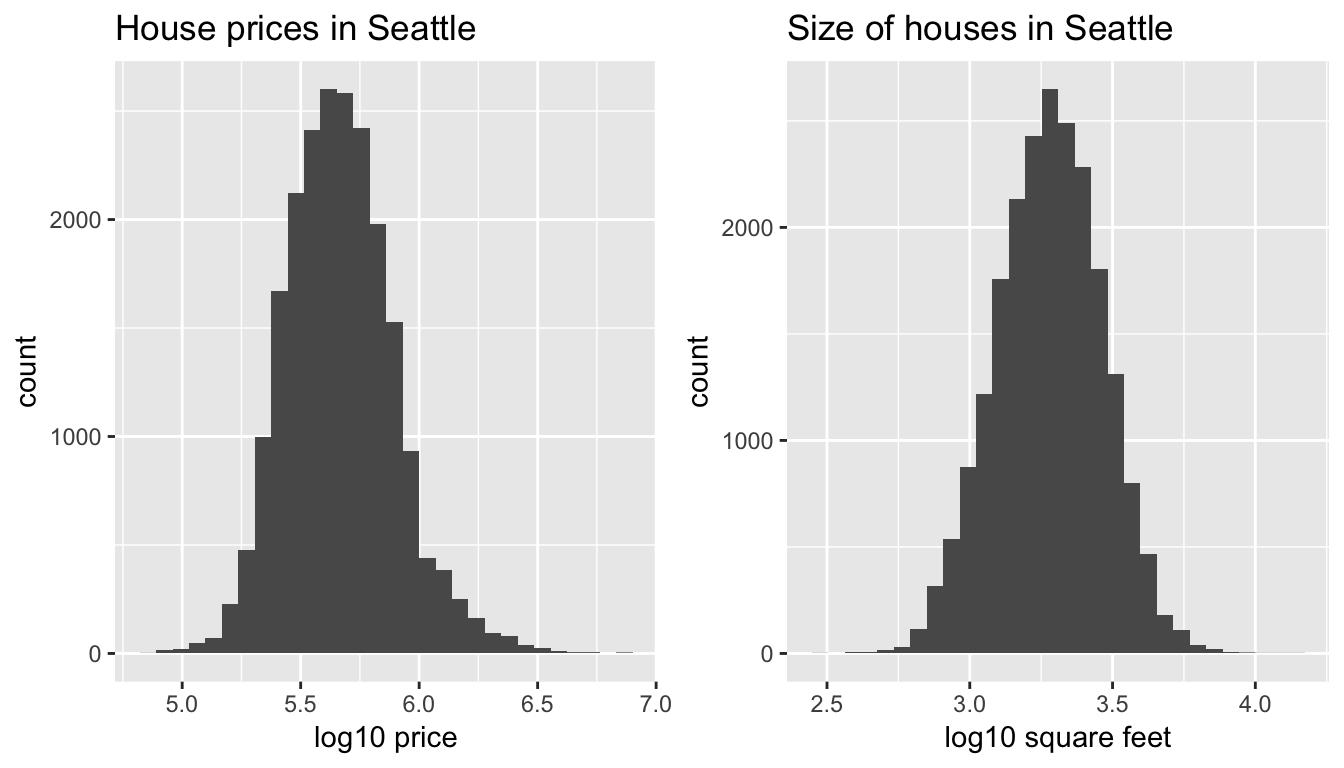 House prices in Seattle
count
2000
1000
0
5.0 5.5 6.0 6.5 7.0
log10 price
Size of houses in Seattle
count
2000
1000
0
2.5 3.0 3.5 4.0
log10 square feet